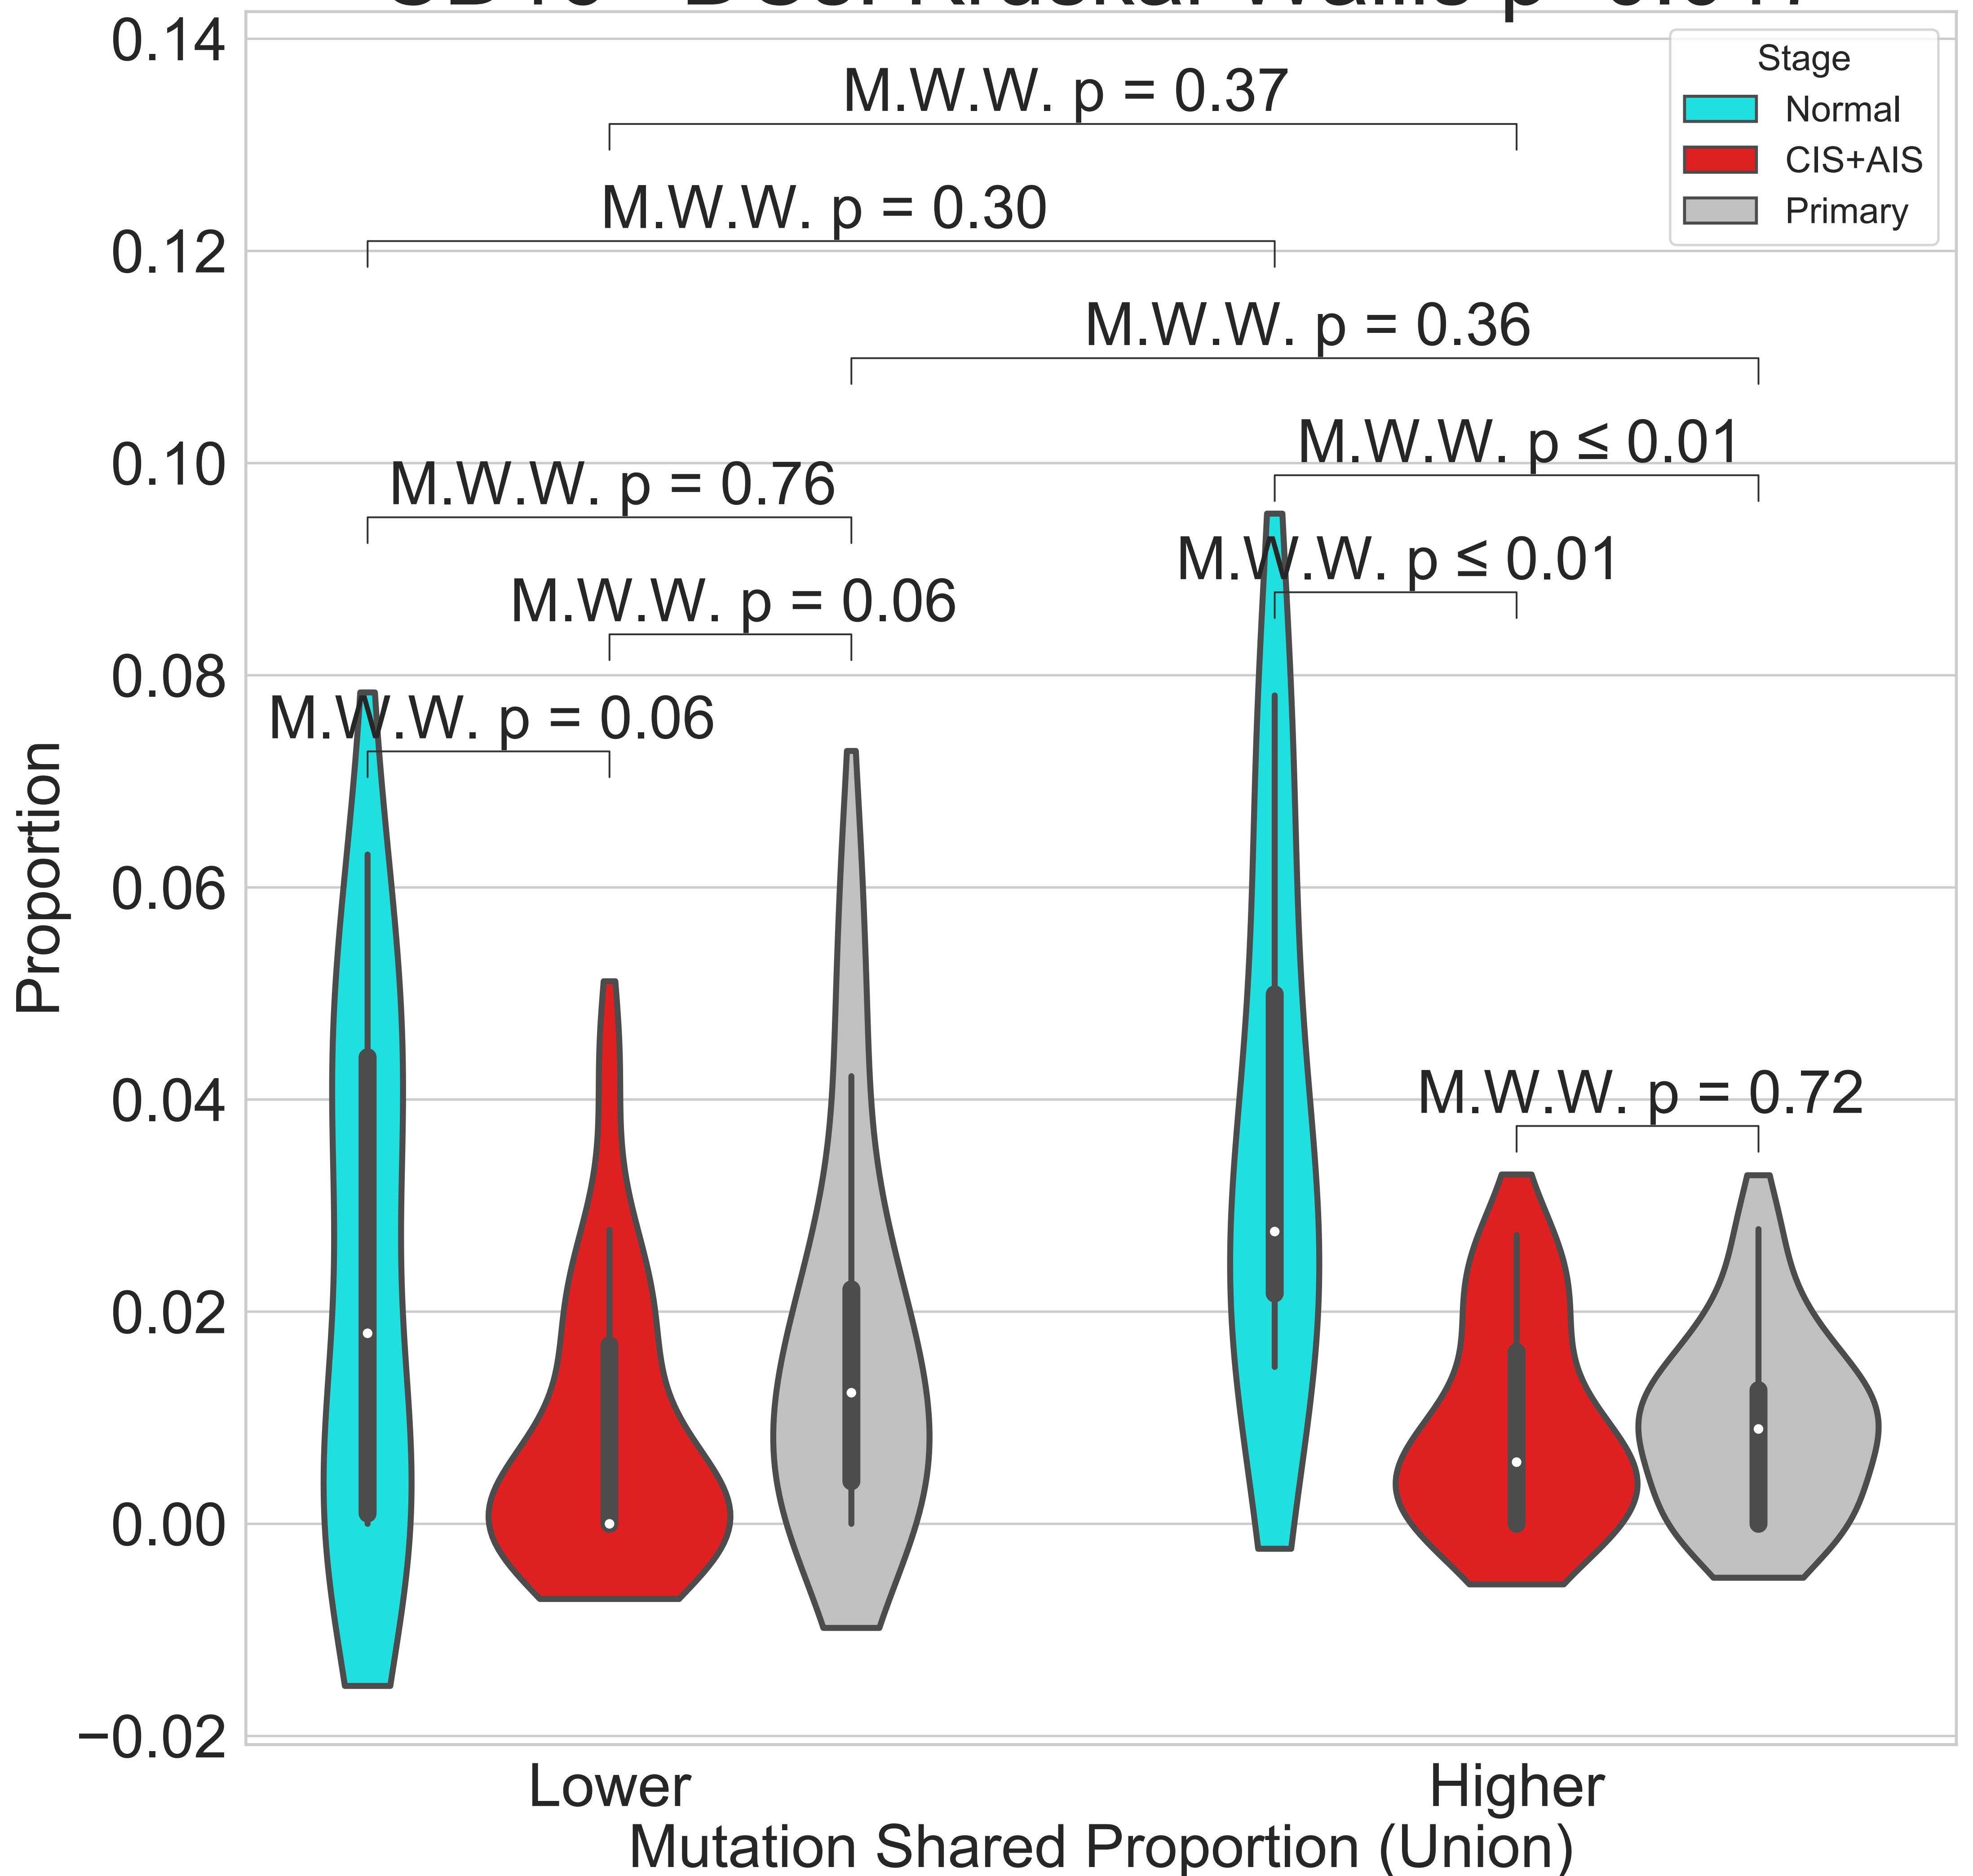 0.14
0.12
0.10
0.08
0.06
0.04
0.02
0.00
−0.02
Proportion
M.W.W. p = 0.37
M.W.W. p = 0.30
M.W.W. p = 0.36
M.W.W. p ≤ 0.01
M.W.W. p = 0.76
M.W.W. p ≤ 0.01
M.W.W. p = 0.06
M.W.W. p = 0.06
M.W.W. p = 0.72
Stage
Normal
CIS+AIS
Primary
Lower
Higher
Mutation Shared Proportion (Union)